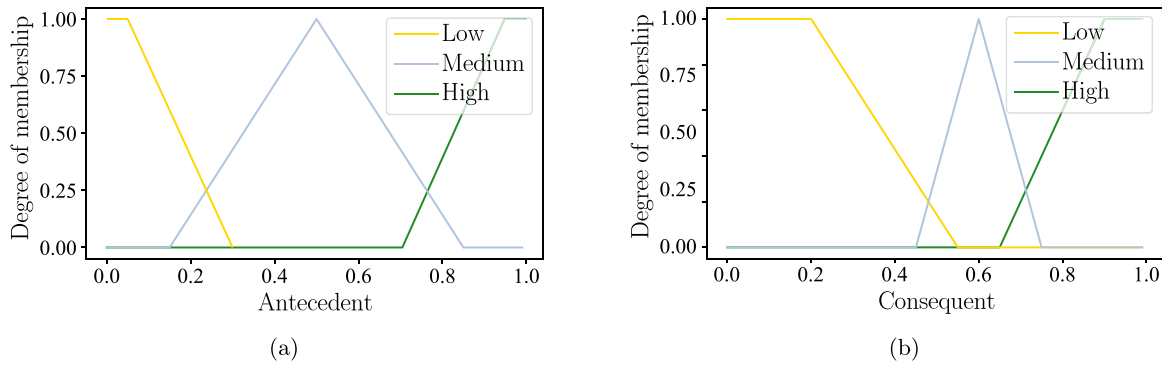 Degree of membership
1.00
0.75
0.50
0.25
0.00
Low
Medium
High
0.0 0.2 0.4 0.6 0.8 1.0
Antecedent
(a)
Degree of membership
1.00
0.75
0.50
0.25
0.00
Low
Medium
High
0.0 0.2 0.4 0.6 0.8 1.0
Consequent
(b)